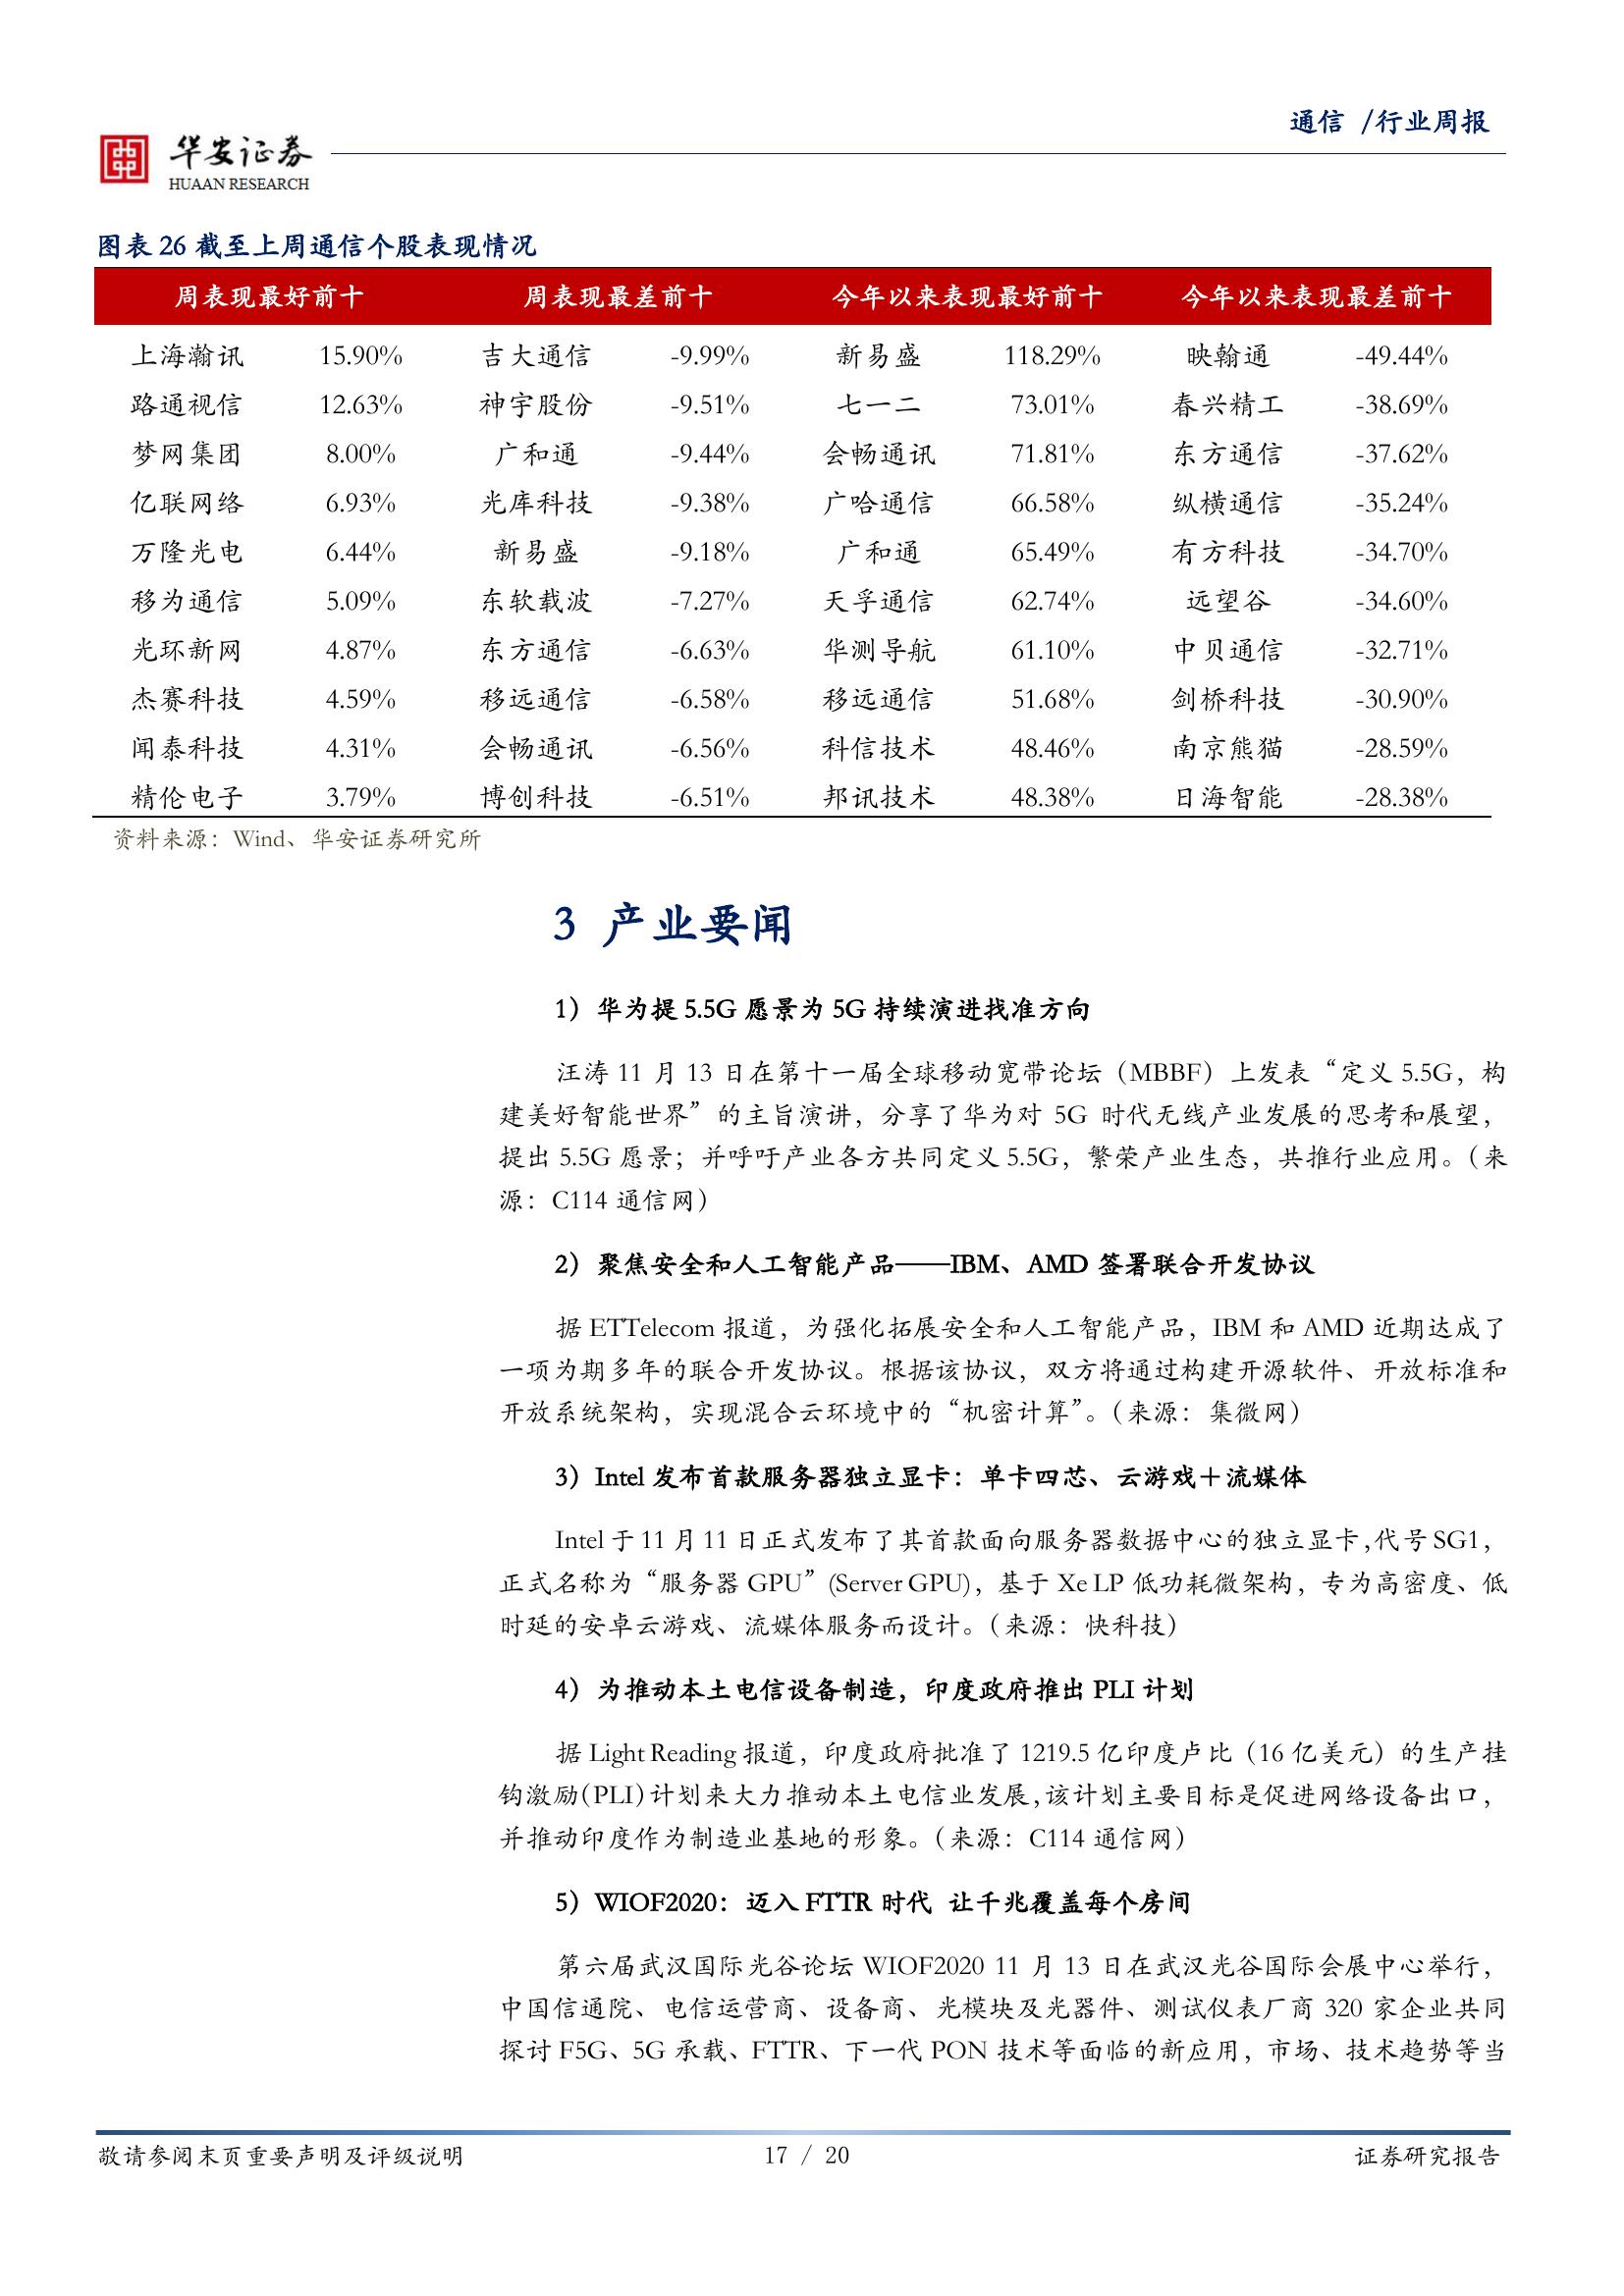 通信 /行业周报
华安证券
HUAAN RESEARCH
图表 26 截至上周通信个股表现情况
周表现最好前十 周表现最差前十 今年以来表现最好前十 今年以来表现最差前十
上海瀚讯 15.90% 吉大通信 -9.99% 新易盛 118.29% 映翰通 -49.44%
路通视信 12.63% 神宇股份 -9.51% 七一二 73.01% 春兴精工 -38.69%
梦网集团 8.00% 广和通 -9.44% 会畅通讯 71.81% 东方通信 -37.62%
亿联网络 6.93% 光库科技 -9.38% 广哈通信 66.58% 纵横通信 -35.24%
万隆光电 6.44% 新易盛 -9.18% 广和通 65.49% 有方科技 -34.70%
移为通信 5.09% 东软载波 -7.27% 天孚通信 62.74% 远望谷 -34.60%
光环新网 4.87% 东方通信 -6.63% 华测导航 61.10% 中贝通信 -32.71%
杰赛科技 4.59% 移远通信 -6.58% 移远通信 51.68% 剑桥科技 -30.90%
闻泰科技 4.31% 会畅通讯 -6.56% 科信技术 48.46% 南京熊猫 -28.59%
精伦电子 3.79% 博创科技 -6.51% 邦讯技术 48.38% 日海智能 -28.38%
资料来源：Wind、华安证券研究所
3 产业要闻
1）华为提 5.5G 愿景为 5G 持续演进找准方向
汪涛 11 月 13 日在第十一届全球移动宽带论坛（MBBF）上发表“定义 5.5G，构
建美好智能世界”的主旨演讲，分享了华为对 5G 时代无线产业发展的思考和展望，
提出 5.5G 愿景；并呼吁产业各方共同定义 5.5G，繁荣产业生态，共推行业应用。（来
源：C114 通信网）
2）聚焦安全和人工智能产品——IBM、AMD 签署联合开发协议
据 ETTelecom 报道，为强化拓展安全和人工智能产品，IBM 和 AMD 近期达成了
一项为期多年的联合开发协议。根据该协议，双方将通过构建开源软件、开放标准和
开放系统架构，实现混合云环境中的“机密计算”。（来源：集微网）
3）Intel 发布首款服务器独立显卡：单卡四芯、云游戏＋流媒体
Intel 于 11 月 11 日正式发布了其首款面向服务器数据中心的独立显卡,代号 SG1，
正式名称为“服务器 GPU”(Server GPU)，基于 Xe LP 低功耗微架构，专为高密度、低
时延的安卓云游戏、流媒体服务而设计。（来源：快科技）
4）为推动本土电信设备制造，印度政府推出 PLI 计划
据 Light Reading 报道，印度政府批准了 1219.5 亿印度卢比（16 亿美元）的生产挂
钩激励(PLI)计划来大力推动本土电信业发展,该计划主要目标是促进网络设备出口，
并推动印度作为制造业基地的形象。（来源：C114 通信网）
5）WIOF2020：迈入 FTTR 时代 让千兆覆盖每个房间
第六届武汉国际光谷论坛 WIOF2020 11 月 13 日在武汉光谷国际会展中心举行，
中国信通院、电信运营商、设备商、光模块及光器件、测试仪表厂商 320 家企业共同
探讨 F5G、5G 承载、FTTR、下一代 PON 技术等面临的新应用，市场、技术趋势等当
敬请参阅末页重要声明及评级说明 17 / 20 证券研究报告